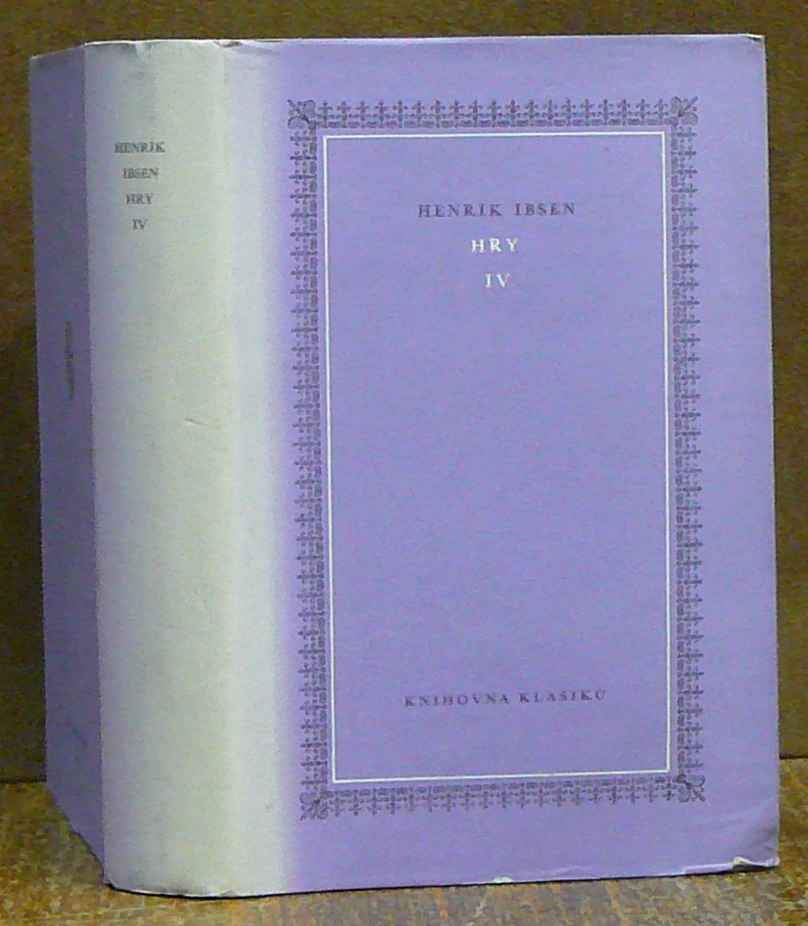 HENRIK
IBSEN
HRY
IV
HENRIK IBSEN
HRY
IV
KNIHOVNA KLASIKŮ